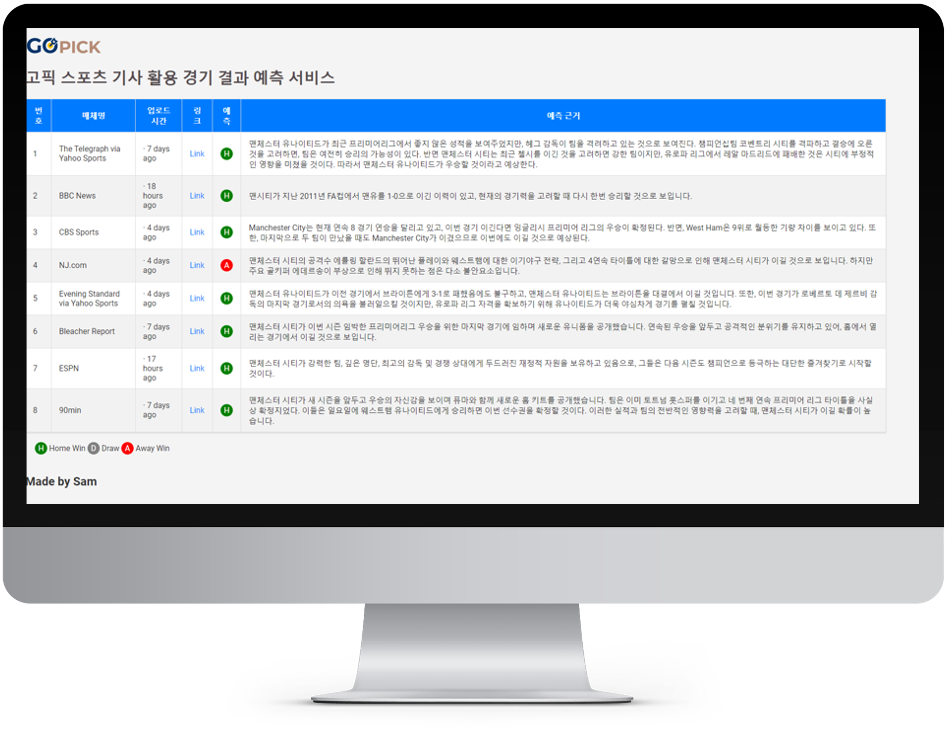 GOPICK
고픽 스포츠 기사 활용 경기 결과 예측 서비스
번호 매체명 업로드 시간 링크 예측 예측 근거
1 The Telegraph via Yahoo Sports · 7 days ago Link H 맨체스터 유나이티드가 최근 프리미어리그에서 좋지 않은 성적을 보여주었지만, 헤그 감독이 팀을 격려하고 있는 것으로 보여진다. 챔피언십팀 코벤트리 시티를 격파하고 결승에 오른
것을 고려하면, 팀은 여전히 승리의 가능성이 있다. 반면 맨체스터 시티는 최근 첼시를 이긴 것을 고려하면 강한 팀이지만, 유로파 리그에서 레알 마드리드에 패배한 것은 시티에 부정적
인 영향을 미쳤을 것이다. 따라서 맨체스터 유나이티드가 우승할 것이라고 예상한다.
2 BBC News · 18 hours ago Link H 맨시티가 지난 2011년 FA컵에서 맨유를 1-0으로 이긴 이력이 있고, 현재의 경기력을 고려할 때 다시 한번 승리할 것으로 보입니다.
3 CBS Sports · 4 days ago Link H Manchester City는 현재 연속 8 경기 연승을 달리고 있고, 이번 경기 이긴다면 잉글리시 프리미어 리그의 우승이 확정된다. 반면, West Ham은 9위로 월등한 기량 차이를 보이고 있다. 또
한, 마지막으로 두 팀이 만났을 때도 Manchester City가 이겼으므로 이번에도 이길 것으로 예상된다.
4 NJ.com · 4 days ago Link A 맨체스터 시티의 공격수 에를링 할란드의 뛰어난 플레이와 웨스트햄에 대한 이기야구 전략, 그리고 4연속 타이틀에 대한 갈망으로 인해 맨체스터 시티가 이길 것으로 보입니다. 하지만
주요 골키퍼 에데르송이 부상으로 인해 뛰지 못하는 점은 다소 불안요소입니다.
5 Evening Standard via Yahoo Sports · 4 days ago Link H 맨체스터 유나이티드가 이전 경기에서 브라이튼에게 3-1로 패했음에도 불구하고, 맨체스터 유나이티드는 브라이튼을 대결에서 이길 것입니다. 또한, 이번 경기가 로베르토 데 제르비 감
독의 마지막 경기로서의 의욕을 불러일으킬 것이지만, 유로파 리그 자격을 확보하기 위해 유나이티드가 더욱 야심차게 경기를 펼칠 것입니다.
6 Bleacher Report · 7 days ago Link H 맨체스터 시티가 이번 시즌 임박한 프리미어리그 우승을 위한 마지막 경기에 임하며 새로운 유니폼을 공개했습니다. 연속된 우승을 앞두고 공격적인 분위기를 유지하고 있어, 홈에서 열
리는 경기에서 이길 것으로 보입니다.
7 ESPN · 17 hours ago Link H 맨체스터 시티가 강력한 팀, 깊은 명단, 최고의 감독 및 경쟁 상대에게 두드러진 재정적 자원을 보유하고 있음으로, 그들은 다음 시즌도 챔피언으로 등극하는 대단한 즐겨찾기로 시작할
것이다.
8 90min · 7 days ago Link H 맨체스터 시티가 새 시즌을 앞두고 우승의 자신감을 보이며 퓨마와 함께 새로운 홈 키트를 공개했습니다. 팀은 이미 토트넘 홋스퍼를 이기고 네 번째 연속 프리미어 리그 타이틀을 사실
상 확정지었다. 이들은 일요일에 웨스트햄 유나이티드에게 승리하면 이번 선수권을 확정할 것이다. 이러한 실적과 팀의 전반적인 영향력을 고려할 때, 맨체스터 시티가 이길 확률이 높
습니다.
H Home Win D Draw A Away Win
Made by Sam